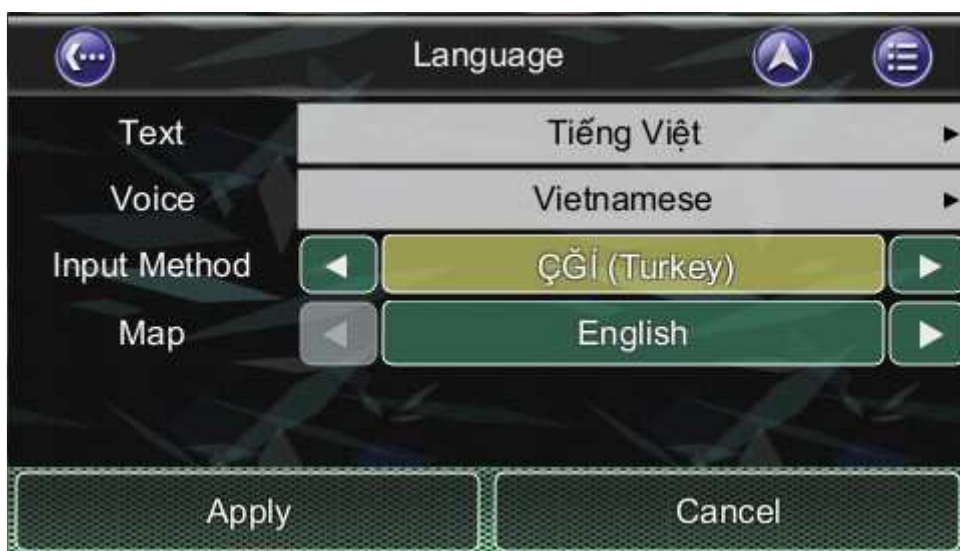 Language
Text Tiếng Việt
Voice Vietnamese
Input Method ÇĞİ (Turkey)
Map English
Apply Cancel